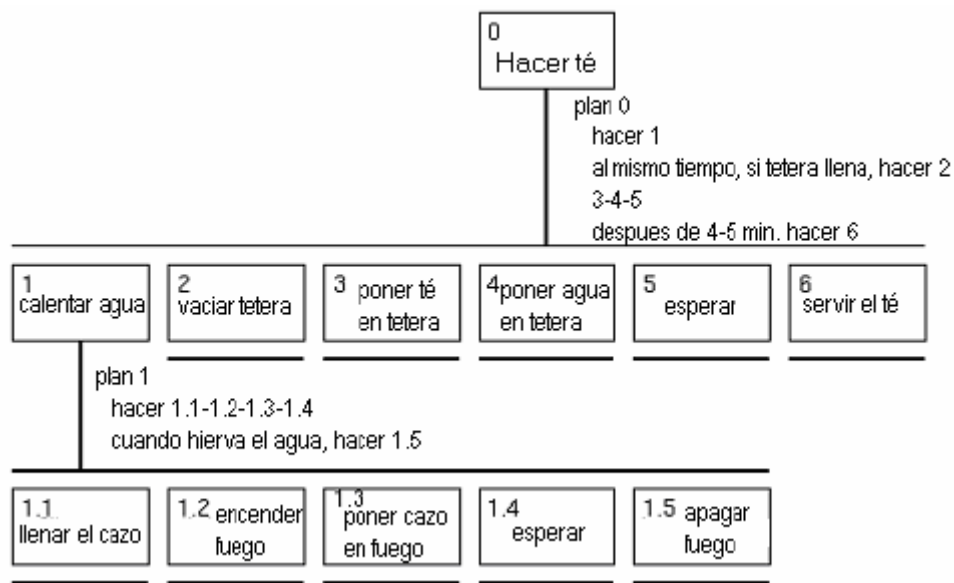 0
Hacer té
plan 0
hacer 1
al mismo tiempo, si tetera llena, hacer 2
3-4-5
despues de 4-5 min. hacer 6
1
calentar agua
2
vaciar tetera
3 poner té
en tetera
4 poner agua
en tetera
5
esperar
6
servir el té
plan 1
hacer 1.1-1.2-1.3-1.4
cuando hierva el agua, hacer 1.5
1.1
llenar el cazo
1.2 encender
fuego
1.3
poner cazo
en fuego
1.4
esperar
1.5 apagar
fuego